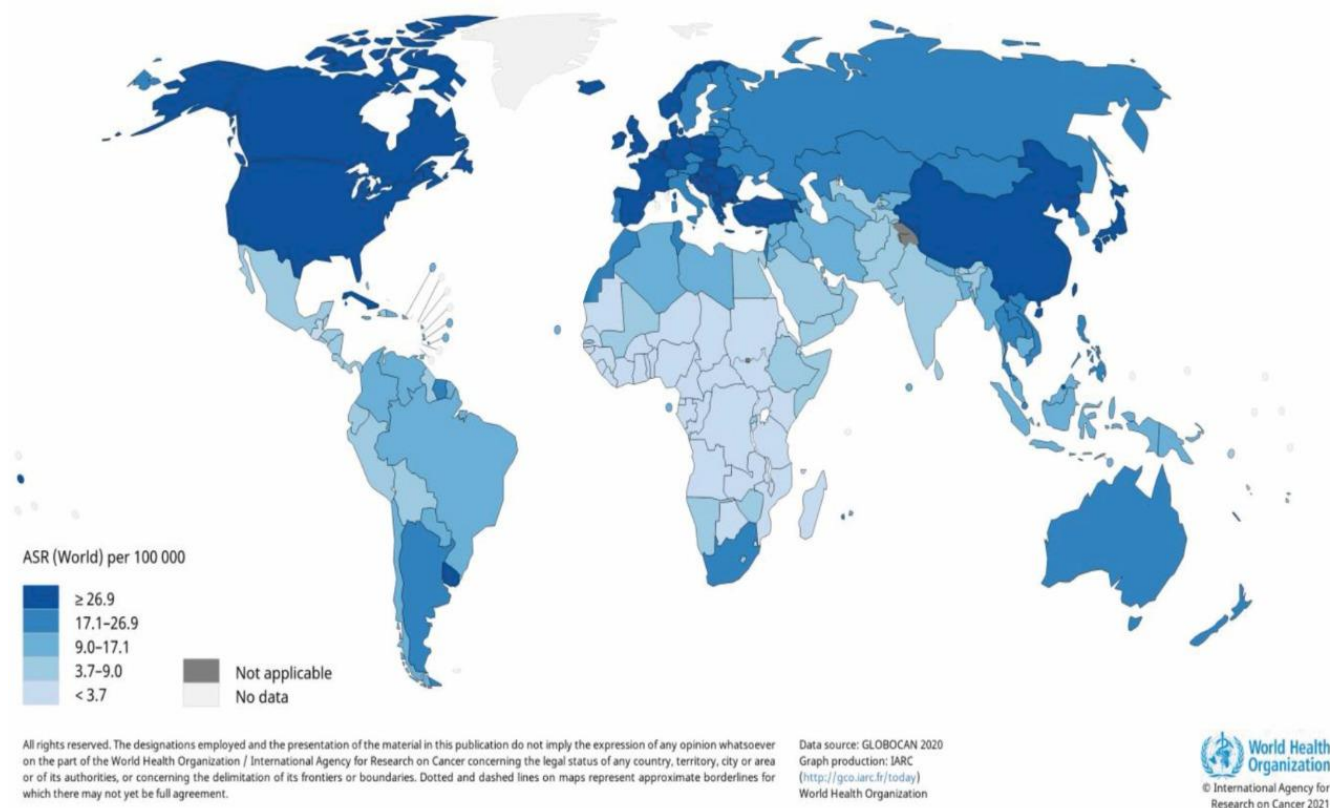 ASR (World) per 100 000
≥ 26.9
17.1–26.9
9.0–17.1
3.7–9.0
< 3.7
Not applicable
No data
All rights reserved. The designations employed and the presentation of the material in this publication do not imply the expression of any opinion whatsoever
on the part of the World Health Organization / International Agency for Research on Cancer concerning the legal status of any country, territory, city or area
or of its authorities, or concerning the delimitation of its frontiers or boundaries. Dotted and dashed lines on maps represent approximate borderlines for
which there may not yet be full agreement.
Data source: GLOBOCAN 2020
Graph production: IARC
(http://gco.iarc.fr/today)
World Health Organization
World Health
Organization
© International Agency for
Research on Cancer 2021